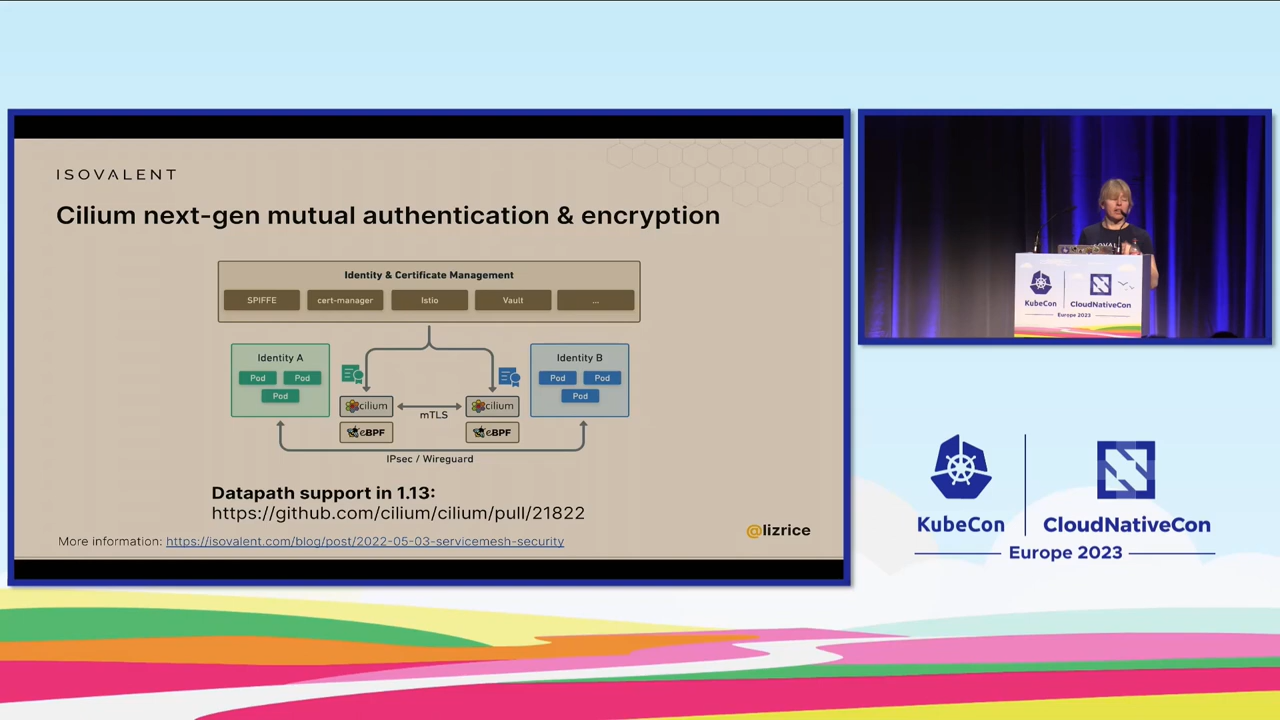 ISOVALENT
Cilium next-gen mutual authentication & encryption
Identity & Certificate Management
SPIFFE
cert-manager
Istio
Vault
...
Identity A
Pod
Pod
Pod
Identity B
Pod
Pod
Pod
cilium
mTLS
cilium
eBPF
eBPF
IPsec / Wireguard
Datapath support in 1.13:
https://github.com/cilium/cilium/pull/21822
More information: https://isovalent.com/blog/post/2022-05-03-servicemesh-security
@lizrice
KubeCon
CloudNativeCon
Europe 2023
KubeCon
CloudNativeCon
Europe 2023